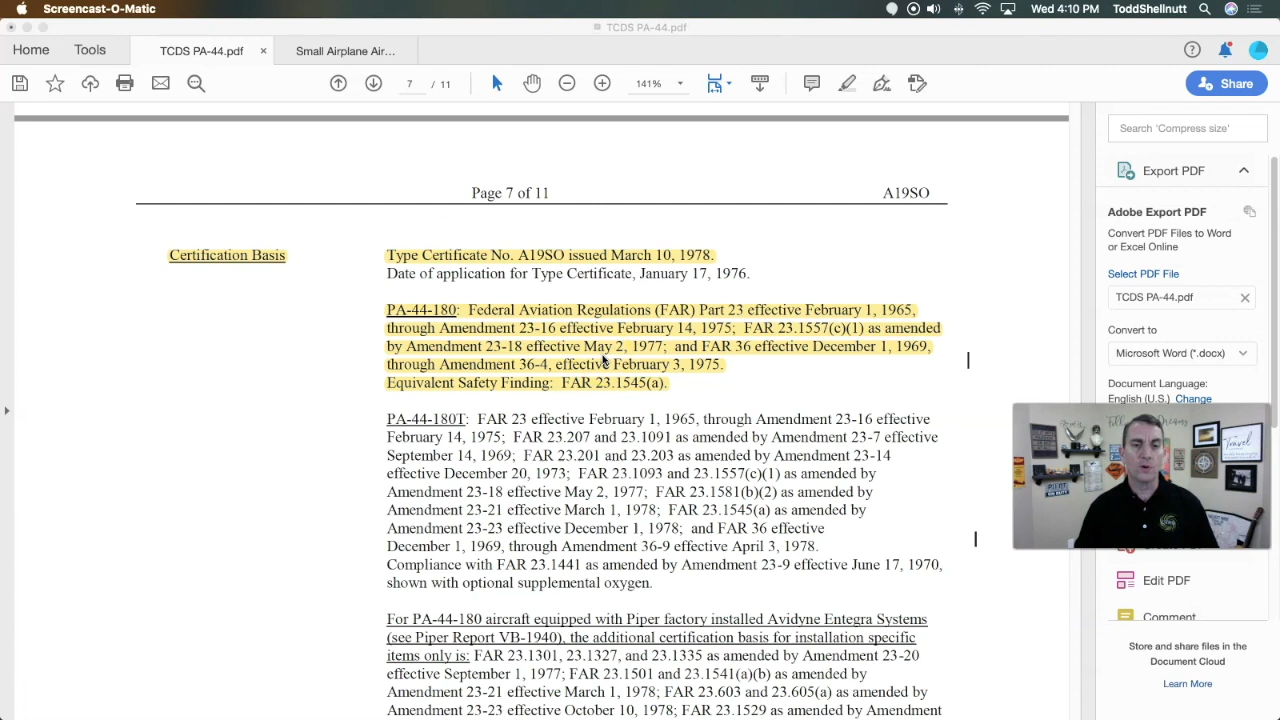 Screencast-O-Matic
Wed 4:10 PM
ToddShellnutt
TCDS PA-44.pdf
Home
Tools
TCDS PA-44.pdf
×
Small Airplane Air...
7
/ 11
141%
Share
Page 7 of 11
A19SO
Certification Basis
Type Certificate No. A19SO issued March 10, 1978.
Date of application for Type Certificate, January 17, 1976.
PA-44-180: Federal Aviation Regulations (FAR) Part 23 effective February 1, 1965,
through Amendment 23-16 effective February 14, 1975; FAR 23.1557(c)(1) as amended
by Amendment 23-18 effective May 2, 1977; and FAR 36 effective December 1, 1969,
through Amendment 36-4, effective February 3, 1975.
Equivalent Safety Finding: FAR 23.1545(a).
PA-44-180T: FAR 23 effective February 1, 1965, through Amendment 23-16 effective
February 14, 1975; FAR 23.207 and 23.1091 as amended by Amendment 23-7 effective
September 14, 1969; FAR 23.201 and 23.203 as amended by Amendment 23-14
effective December 20, 1973; FAR 23.1093 and 23.1557(c)(1) as amended by
Amendment 23-18 effective May 2, 1977; FAR 23.1581(b)(2) as amended by
Amendment 23-21 effective March 1, 1978; FAR 23.1545(a) as amended by
Amendment 23-23 effective December 1, 1978; and FAR 36 effective
December 1, 1969, through Amendment 36-9 effective April 3, 1978.
Compliance with FAR 23.1441 as amended by Amendment 23-9 effective June 17, 1970,
shown with optional supplemental oxygen.
For PA-44-180 aircraft equipped with Piper factory installed Avidyne Entegra Systems
(see Piper Report VB-1940), the additional certification basis for installation specific
items only is: FAR 23.1301, 23.1327, and 23.1335 as amended by Amendment 23-20
effective September 1, 1977; FAR 23.1501 and 23.1541(a)(b) as amended by
Amendment 23-21 effective March 1, 1978; FAR 23.603 and 23.605(a) as amended by
Amendment 23-23 effective October 10, 1978; FAR 23.1529 as amended by Amendment
Search 'Compress size'
Export PDF
Adobe Export PDF
Convert PDF Files to Word
or Excel Online
Select PDF File
TCDS PA-44.pdf
Convert to
Microsoft Word (*.docx)
Document Language:
English (U.S.) Change
Travel
Edit PDF
Comment
Store and share files in the
Document Cloud
Learn More